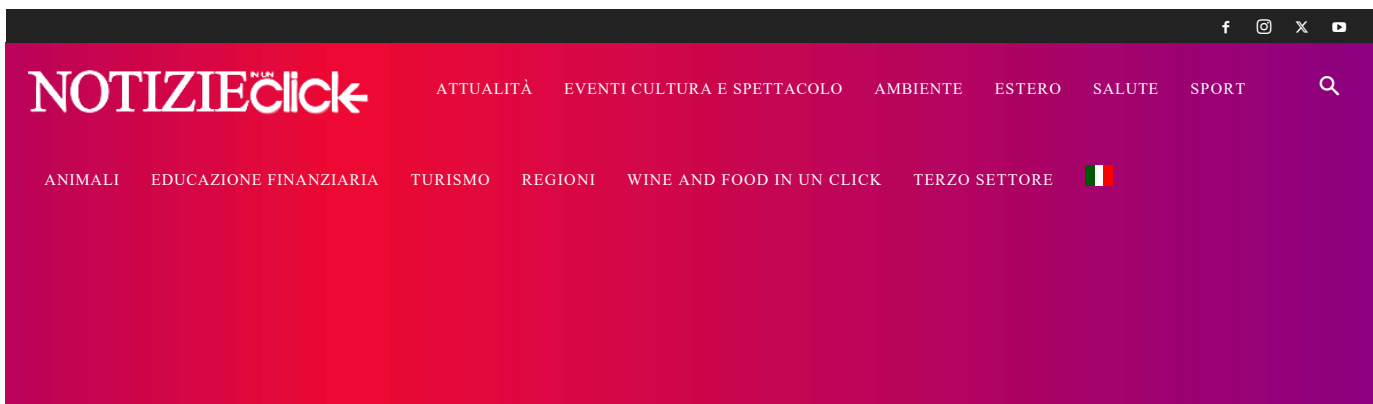 NOTIZIE IN UN click
ATTUALITÀ EVENTI CULTURA E SPETTACOLO AMBIENTE ESTERO SALUTE SPORT
ANIMALI EDUCAZIONE FINANZIARIA TURISMO REGIONI WINE AND FOOD IN UN CLICK TERZO SETTORE